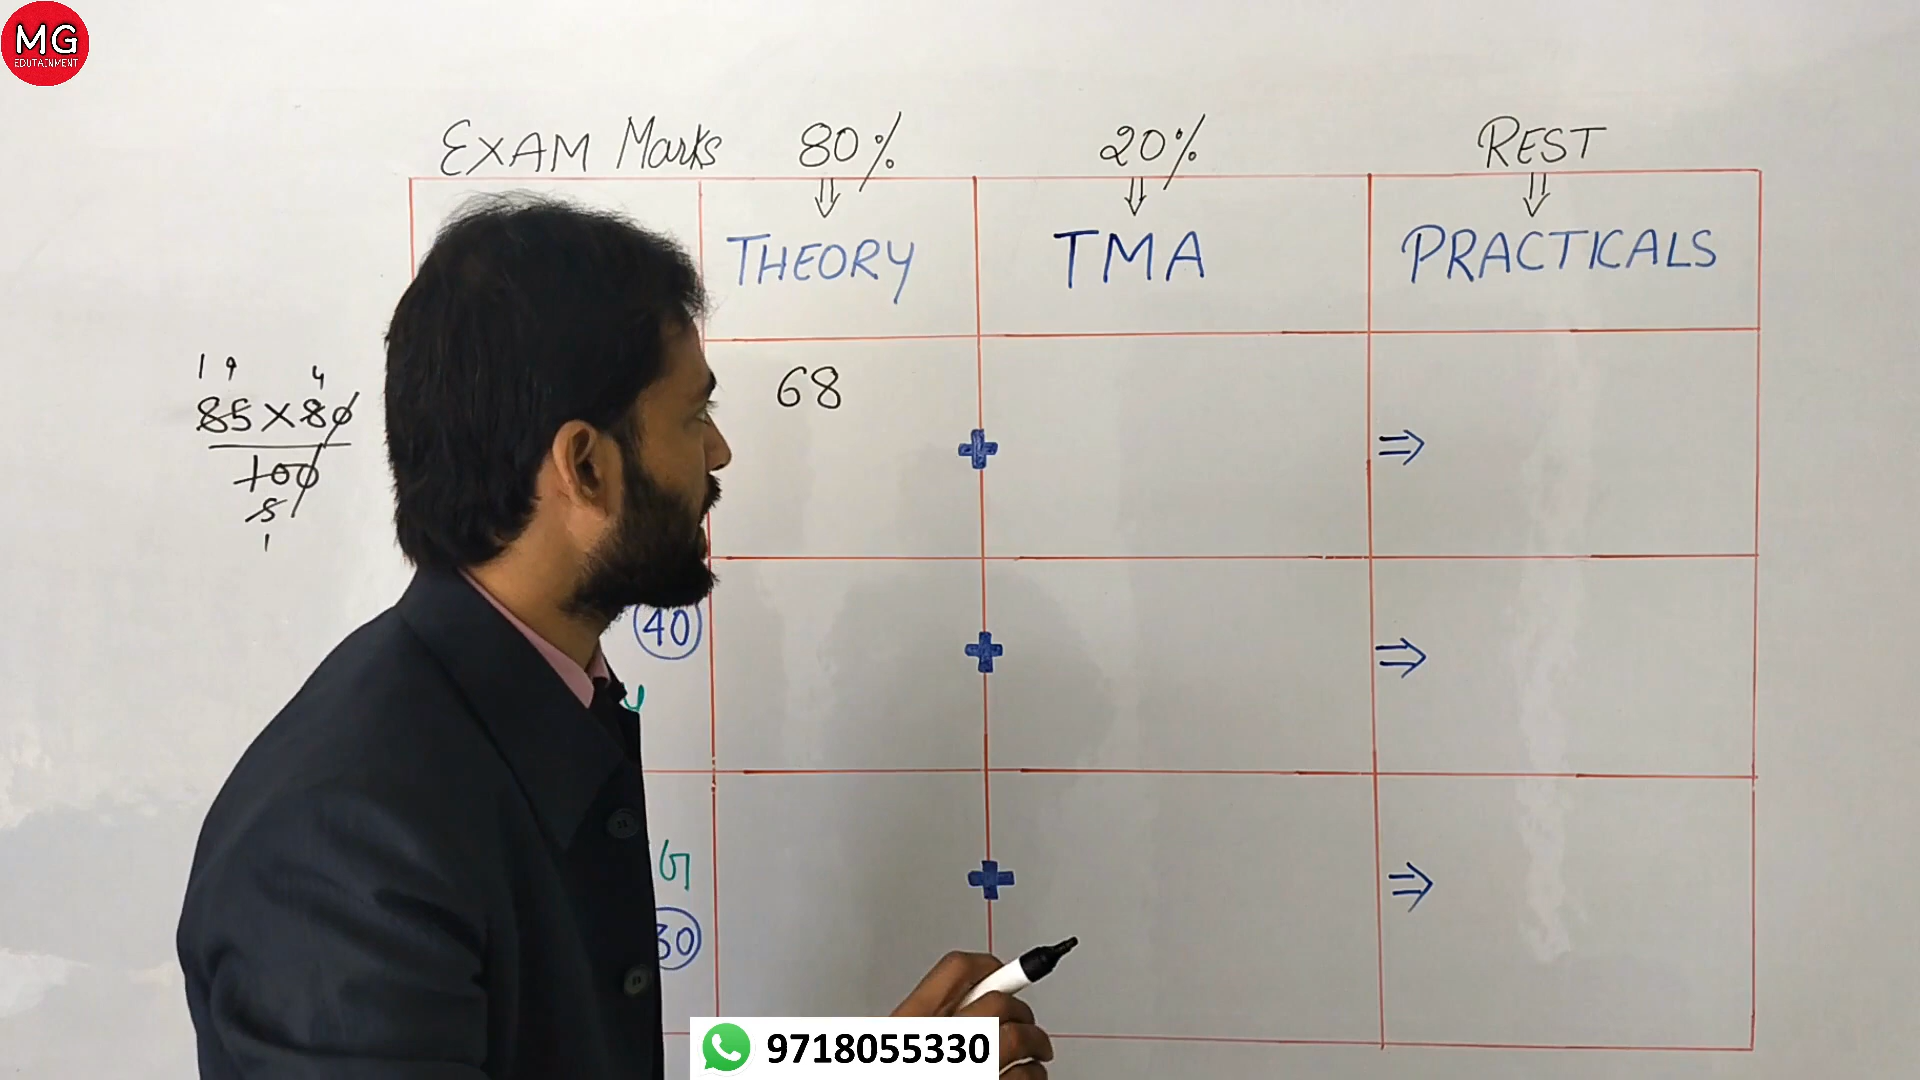 MG
EDUTAINMENT
EXAM Marks 80% 20% REST
⇓ ⇓ ⇓
THEORY TMA PRACTICALS
1 9 4
85 X 80
100
5
1
68
+ ⇒
40
+ ⇒
G
30
+ ⇒
9718055330